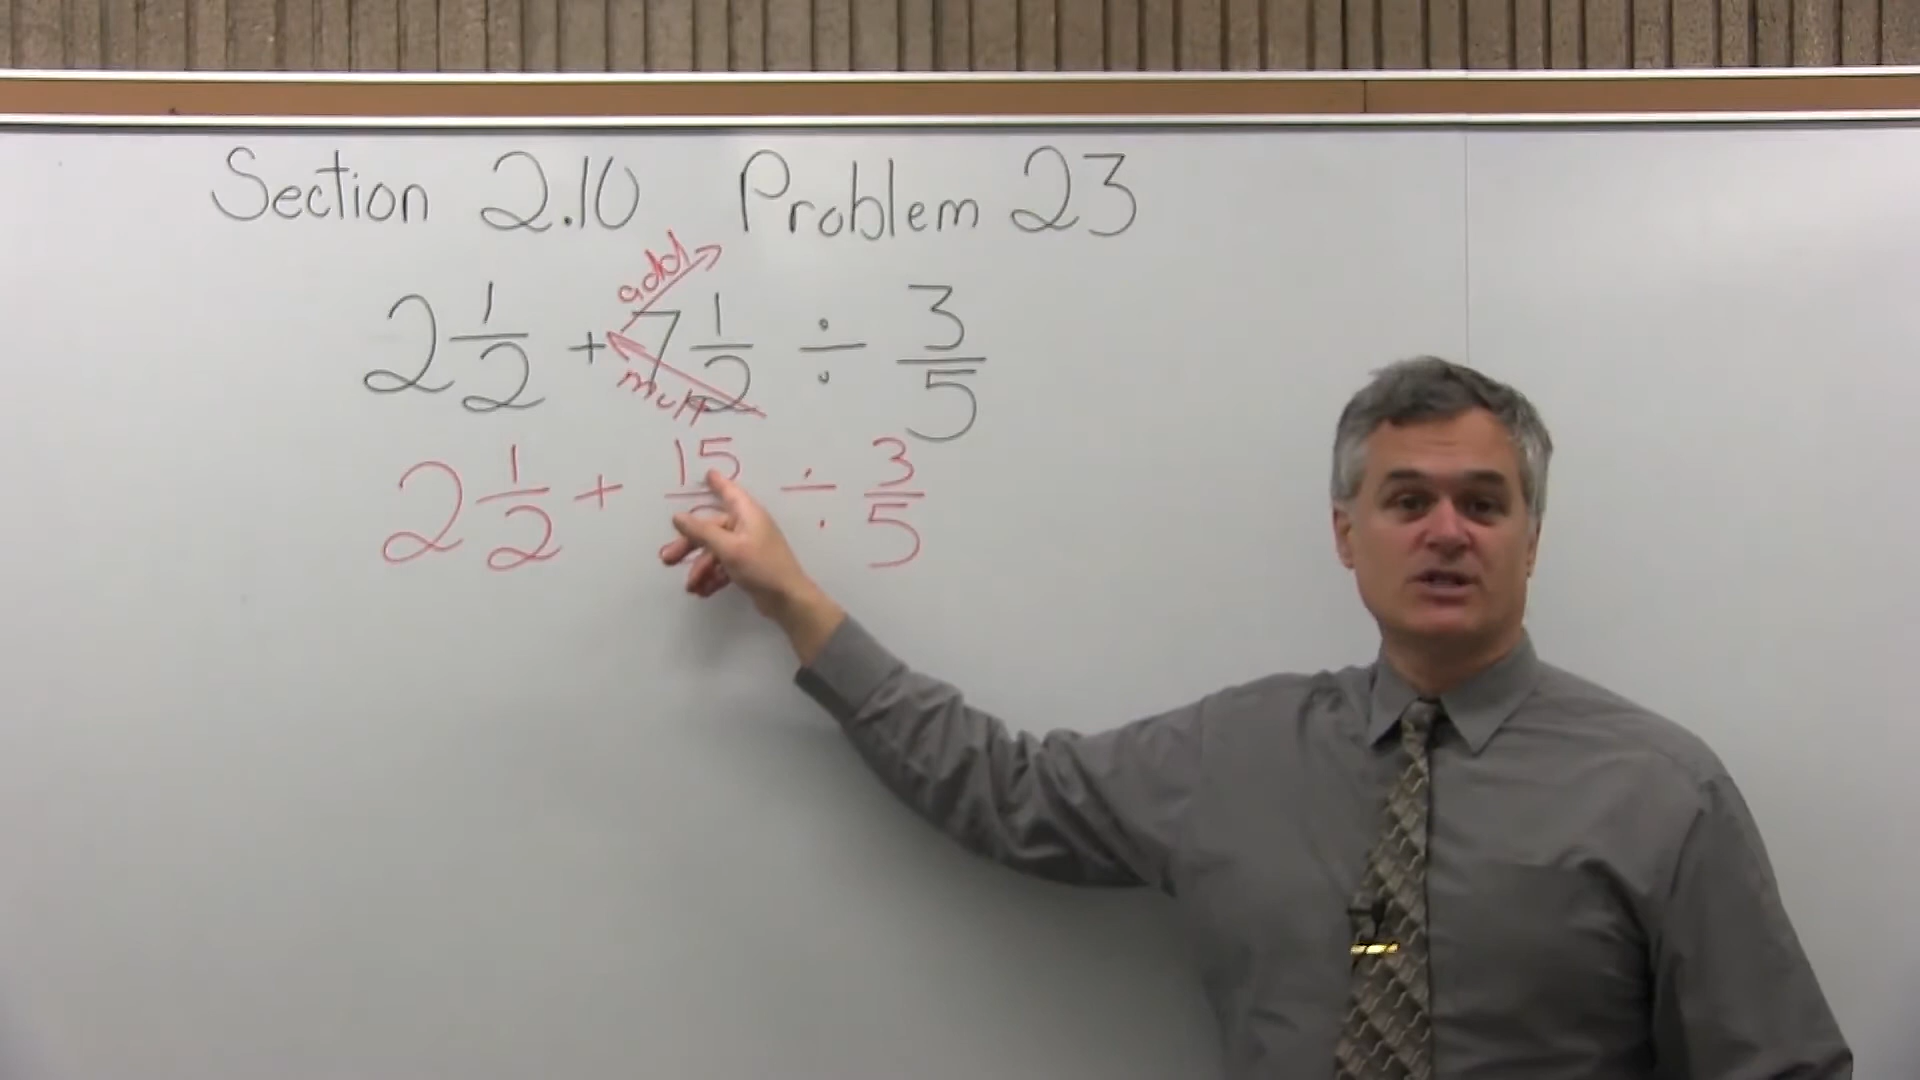 Section 2.10 Problem 23
add
2 1/2 + 7 1/2 ÷ 3/5
mult
2 1/2 + 15/2 ÷ 3/5